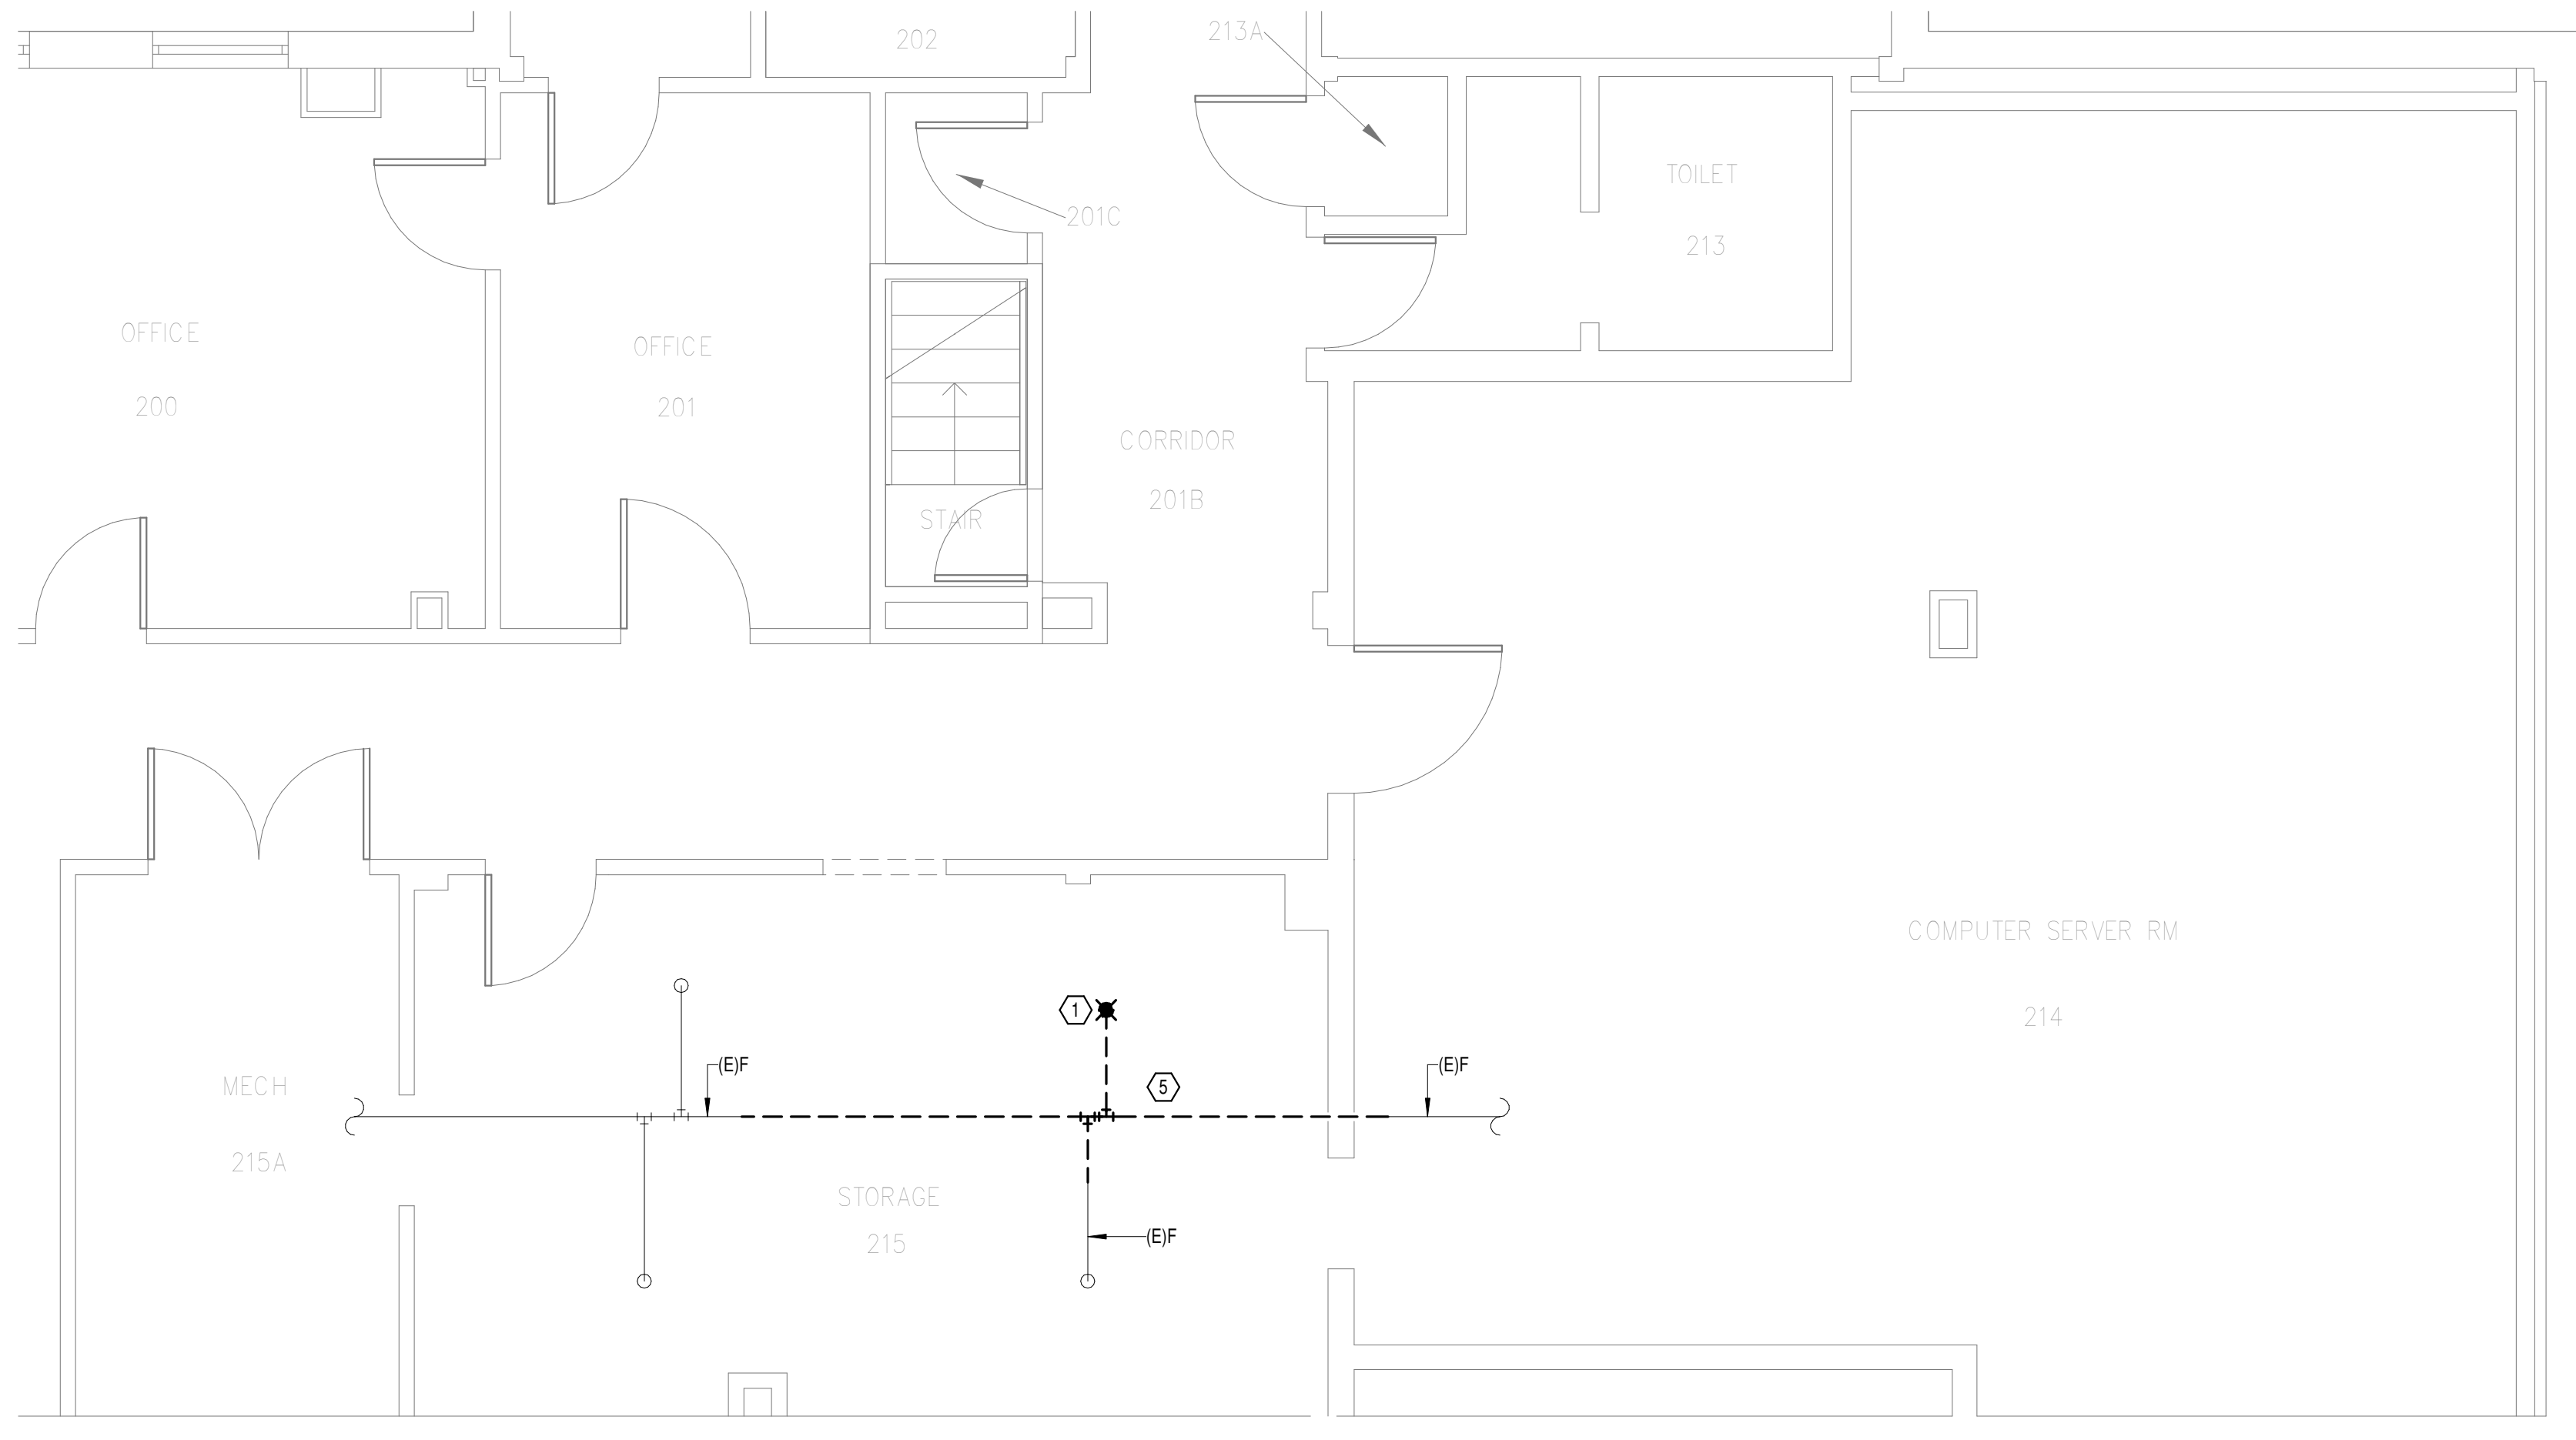 202
213A
TOILET
201C
213
OFFICE
200
OFFICE
201
CORRIDOR
201B
STAIR
COMPUTER SERVER RM
214
1
(E)F
(E)F
5
MECH
215A
STORAGE
215
(E)F